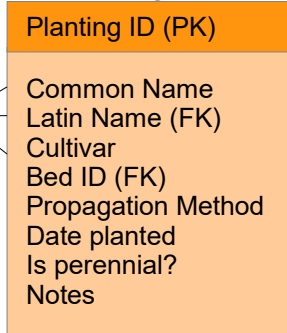 Planting ID (PK)
Common Name
Latin Name (FK)
Cultivar
Bed ID (FK)
Propagation Method
Date planted
Is perennial?
Notes